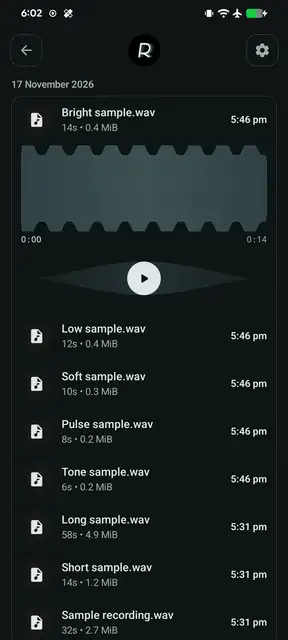 6:02
R
17 November 2026
Bright sample.wav
14s • 0.4 MiB
5:46 pm
0:00
0:14
Low sample.wav
12s • 0.4 MiB
5:46 pm
Soft sample.wav
10s • 0.3 MiB
5:46 pm
Pulse sample.wav
8s • 0.2 MiB
5:46 pm
Tone sample.wav
6s • 0.2 MiB
5:46 pm
Long sample.wav
58s • 4.9 MiB
5:31 pm
Short sample.wav
14s • 1.2 MiB
5:31 pm
Sample recording.wav
32s • 2.7 MiB
5:31 pm